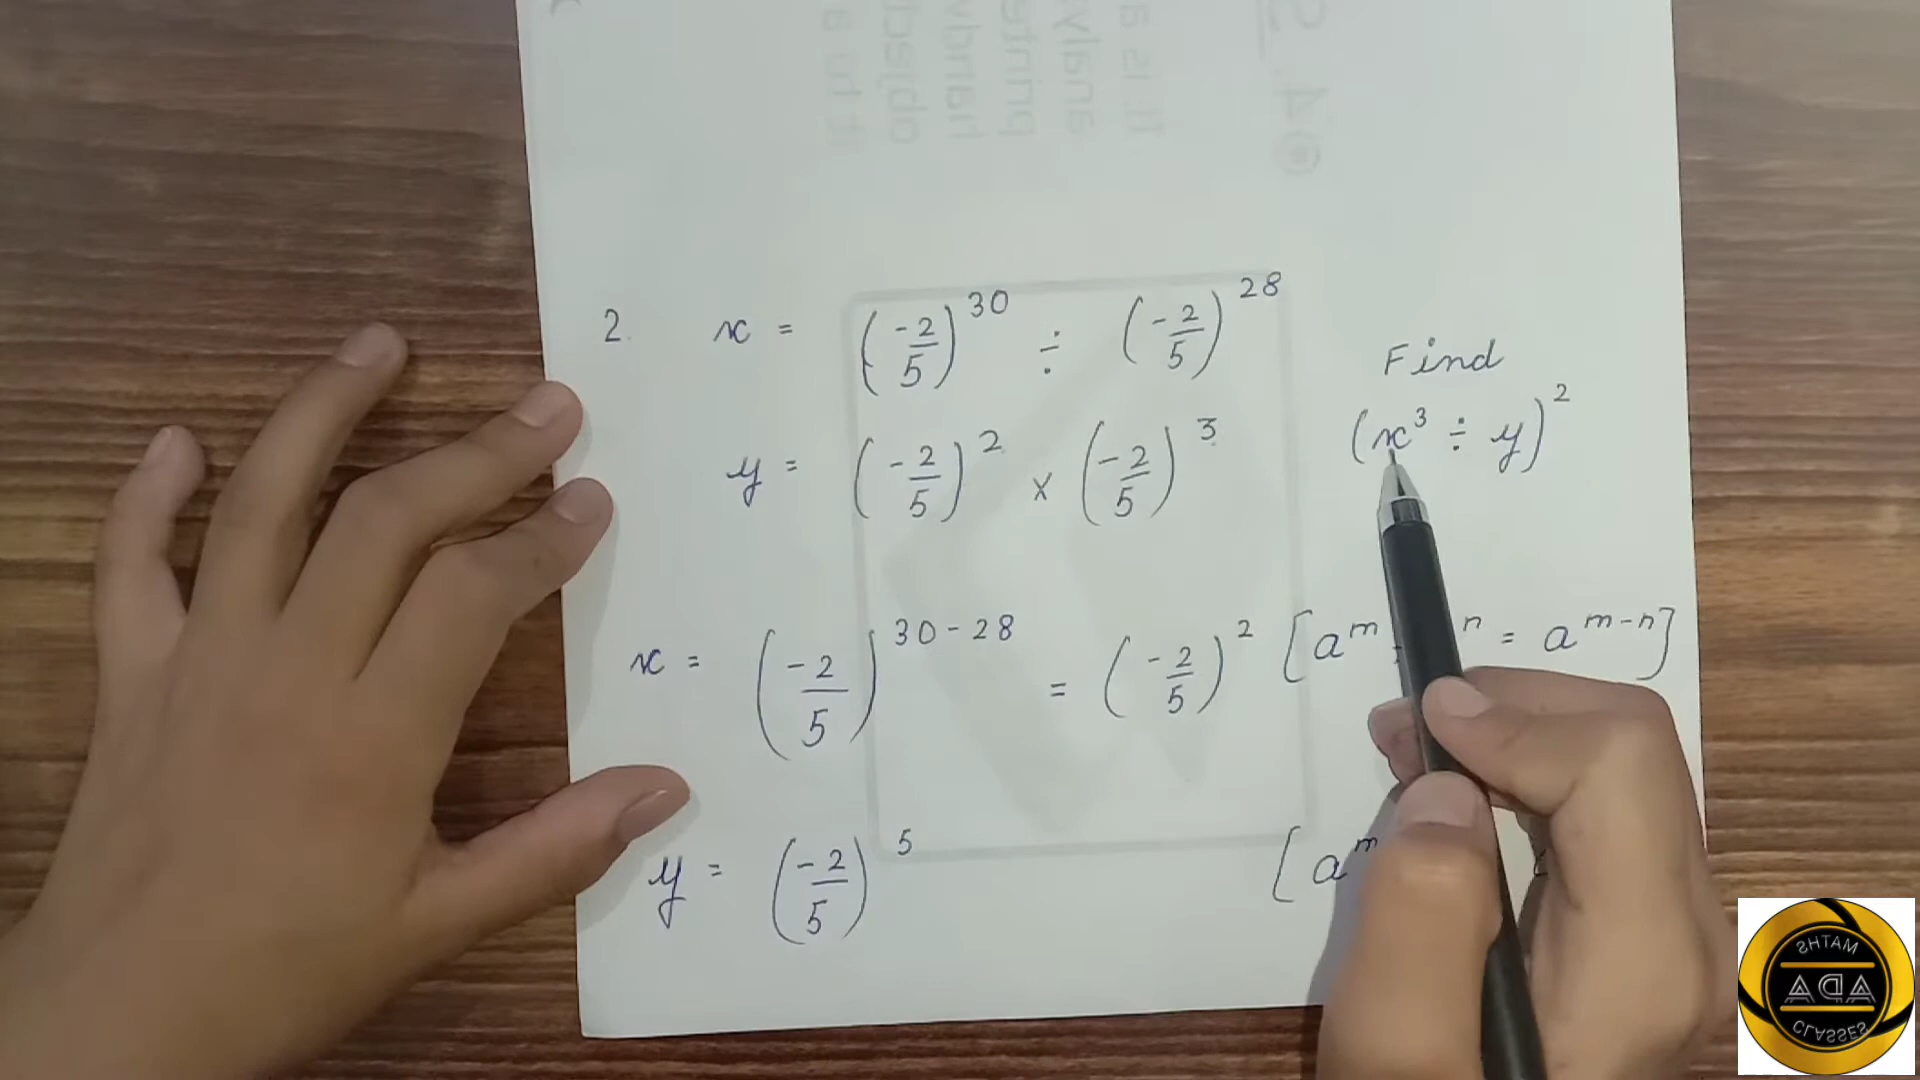 2. x = (-2/5)^30 ÷ (-2/5)^28
y = (-2/5)^2 × (-2/5)^3
Find
(x^3 ÷ y)^2
x = (-2/5)^30-28 = (-2/5)^2 [a^m n = a^m-n]
y = (-2/5)^5 [a^m
MATHS
ADA
CLASSES